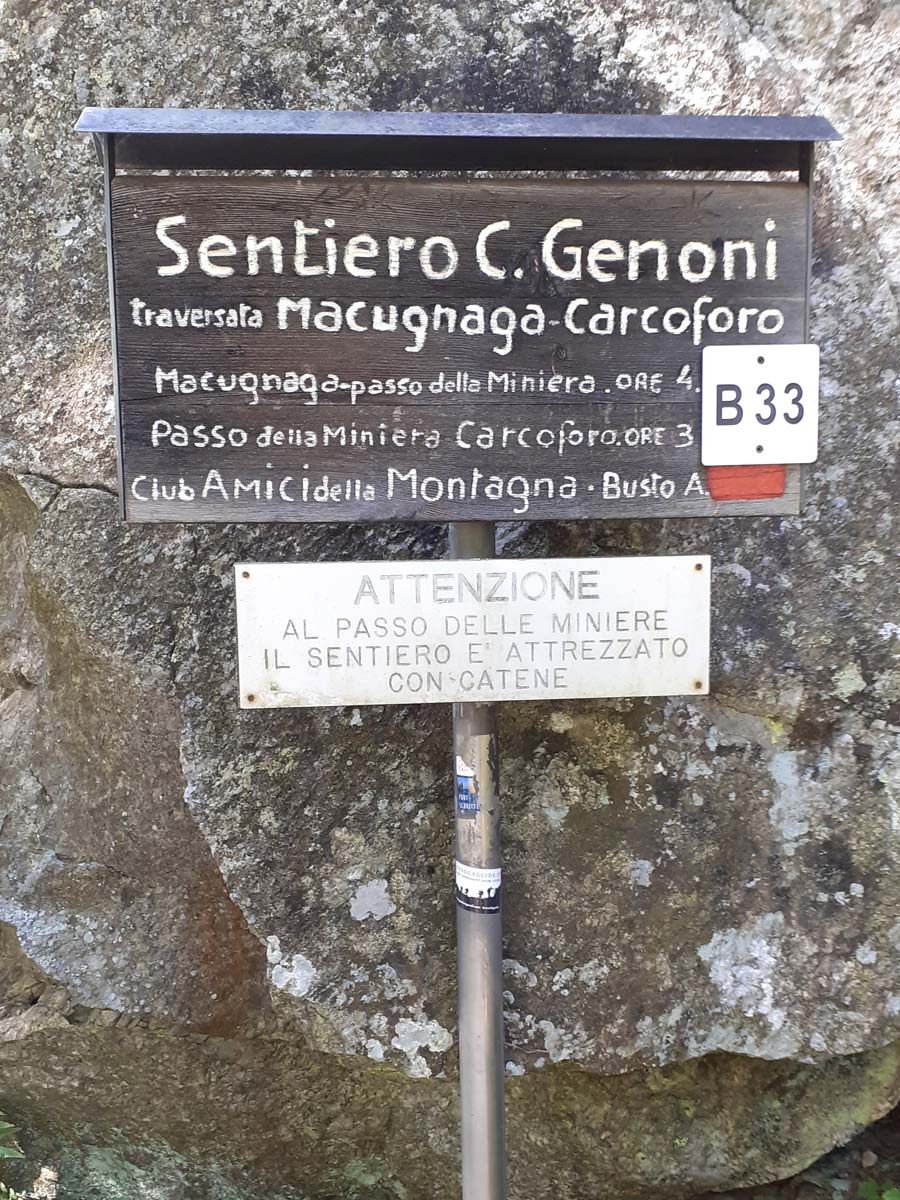 Sentiero C. Genoni
traversata Macugnaga-Carcoforo
Macugnaga-passo della Miniera . ORE 4.
B 33
Passo della Miniera Carcoforo. ORE 3
Club Amici della Montagna · Busto A.
ATTENZIONE
AL PASSO DELLE MINIERE
IL SENTIERO E' ATTREZZATO
CON CATENE